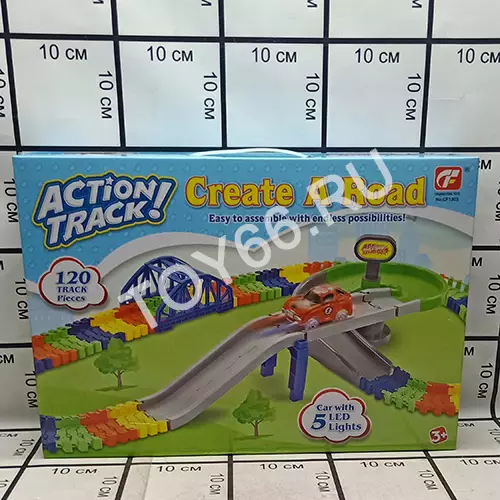 10 СМ 10 СМ 10 СМ 10 СМ
10 СМ 10 СМ 10 СМ 10 СМ
ACTION
TRACK!
Create A Road
Easy to assemble with endless possibilities!
120
TRACK
Pieces
TOY66.RU
Car with
5 LED
Lights
3+
10 СМ
10 СМ
10 СМ
10 СМ
10 СМ 10 СМ 10 СМ 10 СМ